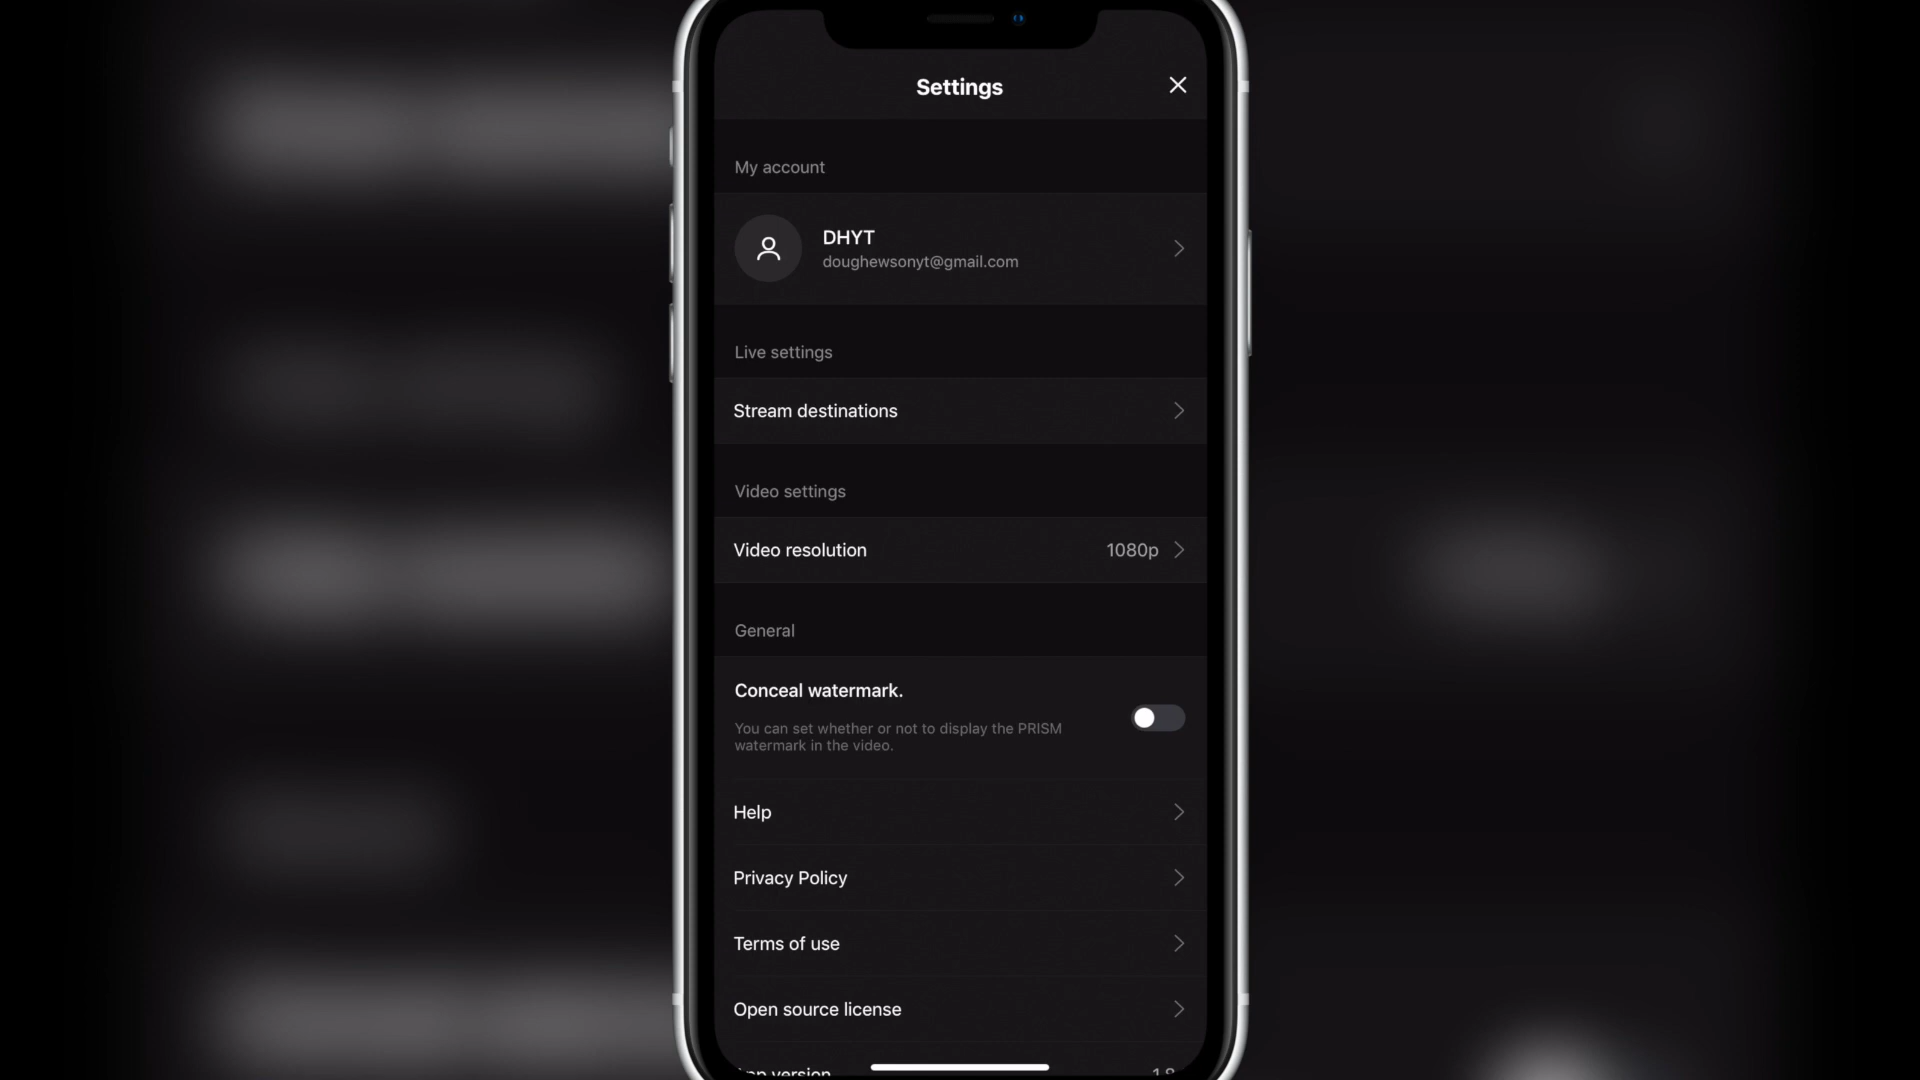 Settings
My account
DHYT
doughewsonyt@gmail.com
Live settings
Stream destinations
Video settings
Video resolution 1080p
General
Conceal watermark.
You can set whether or not to display the PRISM
watermark in the video.
Help
Privacy Policy
Terms of use
Open source license
version